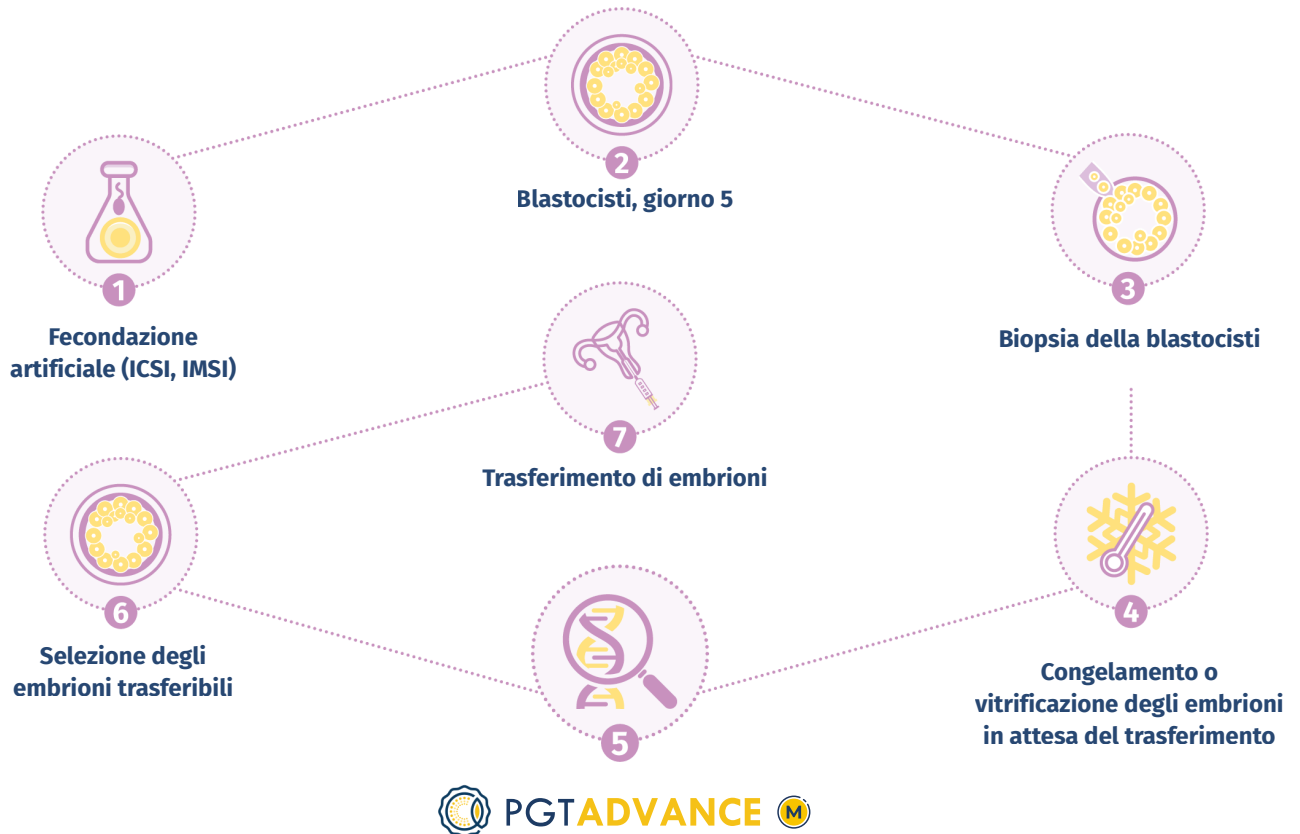 1
Fecondazione
artificiale (ICSI, IMSI)
2
Blastocisti, giorno 5
3
Biopsia della blastocisti
4
Congelamento o
vitrificazione degli embrioni
in attesa del trasferimento
5
PGTADVANCE M
6
Selezione degli
embrioni trasferibili
7
Trasferimento di embrioni